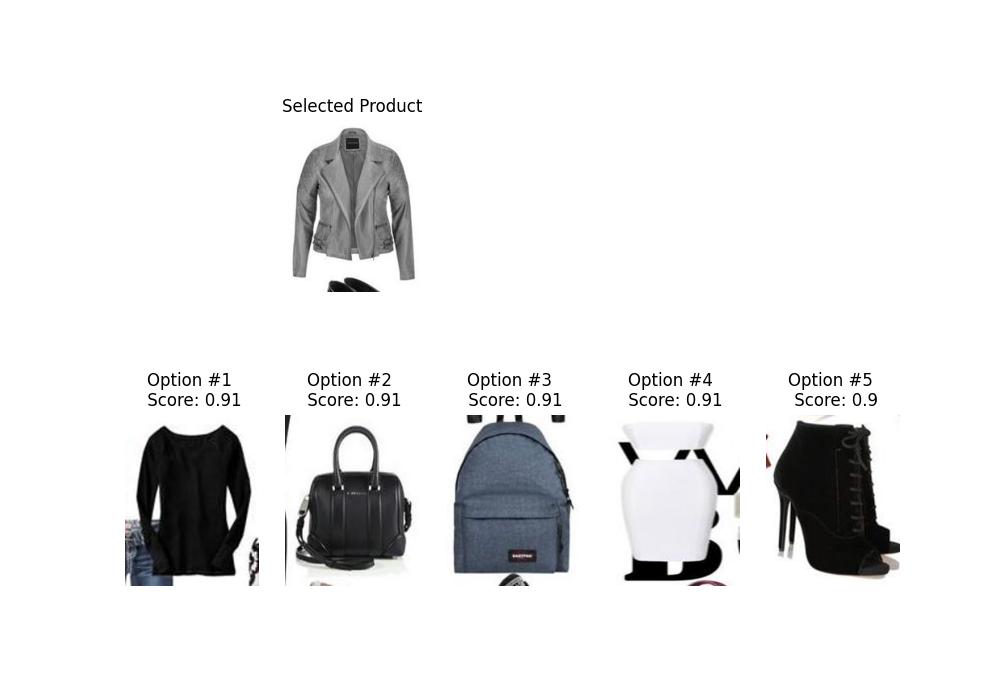 Selected Product
Option #1
Score: 0.91
Option #2
Score: 0.91
Option #3
Score: 0.91
Option #4
Score: 0.91
Option #5
Score: 0.9
EASTPAK